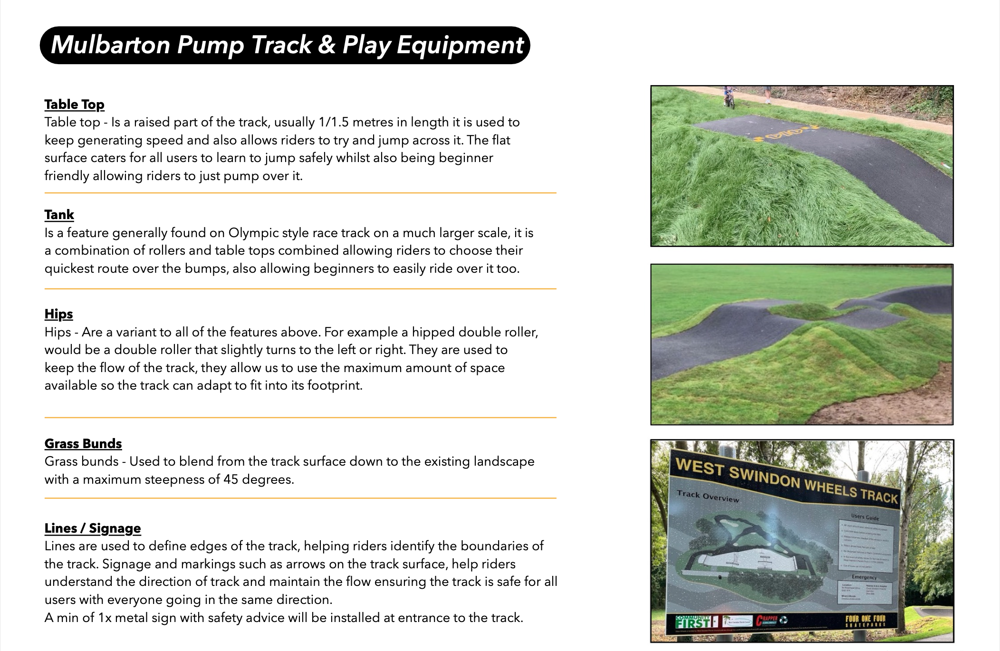 Mulbarton Pump Track & Play Equipment
Table Top
Table top - Is a raised part of the track, usually 1/1.5 metres in length it is used to
keep generating speed and also allows riders to try and jump across it. The flat
surface caters for all users to learn to jump safely whilst also being beginner
friendly allowing riders to just pump over it.
Tank
Is a feature generally found on Olympic style race track on a much larger scale, it is
a combination of rollers and table tops combined allowing riders to choose their
quickest route over the bumps, also allowing beginners to easily ride over it too.
Hips
Hips - Are a variant to all of the features above. For example a hipped double roller,
would be a double roller that slightly turns to the left or right. They are used to
keep the flow of the track, they allow us to use the maximum amount of space
available so the track can adapt to fit into its footprint.
Grass Bunds
Grass bunds - Used to blend from the track surface down to the existing landscape
with a maximum steepness of 45 degrees.
Lines / Signage
Lines are used to define edges of the track, helping riders identify the boundaries of
the track. Signage and markings such as arrows on the track surface, help riders
understand the direction of track and maintain the flow ensuring the track is safe for all
users with everyone going in the same direction.
A min of 1x metal sign with safety advice will be installed at entrance to the track.
414
WEST SWINDON WHEELS TRACK
Track Overview
Users Guide
Emergency
COMMUNITY
FIRST
CRAPPER
FOUR ONE FOUR
SKATEPARKS